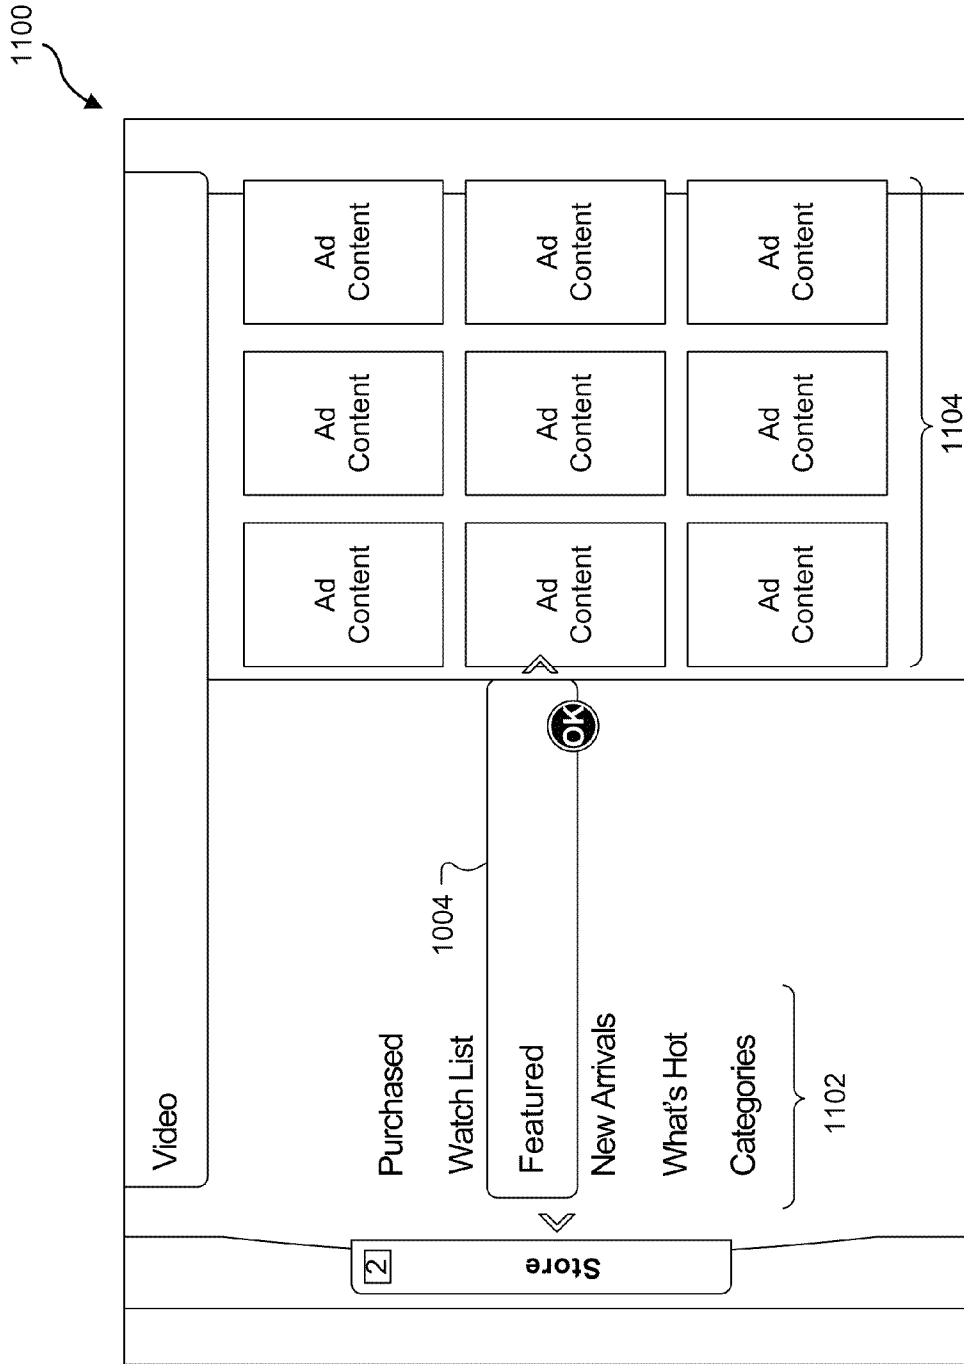 1100
Video
2
Store
Purchased
Watch List
Featured
New Arrivals
What's Hot
Categories
1102
1004
OK
Ad
Content
Ad
Content
Ad
Content
Ad
Content
Ad
Content
Ad
Content
Ad
Content
Ad
Content
Ad
Content
1104